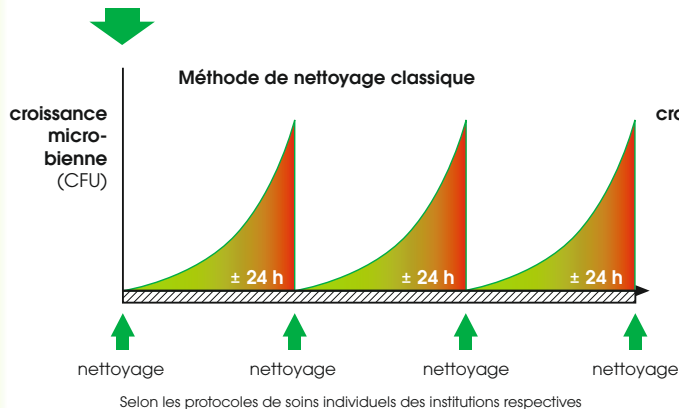 Méthode de nettoyage classique
croissance
micro-
bienne
(CFU)
cro
± 24 h ± 24 h ± 24 h
nettoyage nettoyage nettoyage nettoyage
Selon les protocoles de soins individuels des institutions respectives